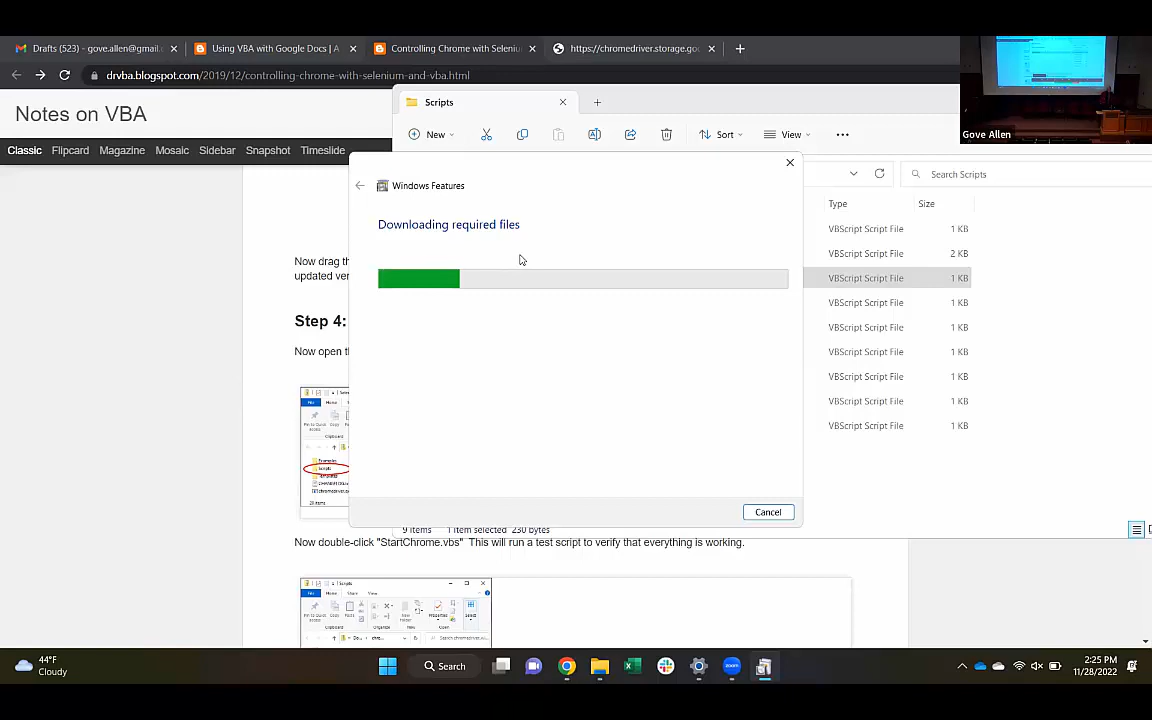 Drafts (523) - gove.allen@gmail.
Using VBA with Google Docs | A
Controlling Chrome with Seleniun
https://chromedriver.storage.goo
drvba.blogspot.com/2019/12/controlling-chrome-with-selenium-and-vba.html
Gove Allen
Notes on VBA
Scripts
Classic Flipcard Magazine Mosaic Sidebar Snapshot Timeslide
New
Sort
View
Search Scripts
Windows Features
Downloading required files
Cancel
Type Size
VBScript Script File 1 KB
VBScript Script File 2 KB
VBScript Script File 1 KB
VBScript Script File 1 KB
VBScript Script File 1 KB
VBScript Script File 1 KB
VBScript Script File 1 KB
VBScript Script File 1 KB
VBScript Script File 1 KB
Now drag th
updated ver
Step 4:
Now open th
9 items 1 item selected 230 bytes
Now double-click "StartChrome.vbs" This will run a test script to verify that everything is working.
Scripts
44°F
Cloudy
Search
2:25 PM
11/28/2022